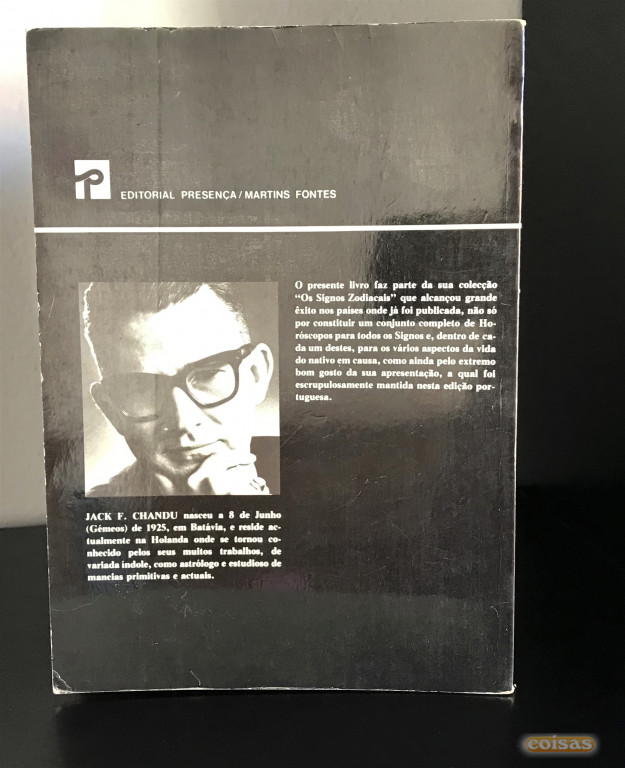 EDITORIAL PRESENÇA/MARTINS FONTES
O presente livro faz parte da sua colecção
"Os Signos Zodiacais" que alcançou grande
êxito nos países onde já foi publicada, não só
por constituir um conjunto completo de Ho-
róscopos para todos os Signos e, dentro de ca-
da um destes, para os vários aspectos da vida
do nativo em causa, como ainda pelo extremo
bom gosto da sua apresentação, a qual foi
escrupulosamente mantida nesta edição por-
tuguesa.
JACK F. CHANDU nasceu a 8 de Junho
(Gémeos) de 1925, em Batávia, e reside ac-
tualmente na Holanda onde se tornou co-
nhecido pelos seus muitos trabalhos, de
variada índole, como astrólogo e estudioso de
mancias primitivas e actuais.
coisas